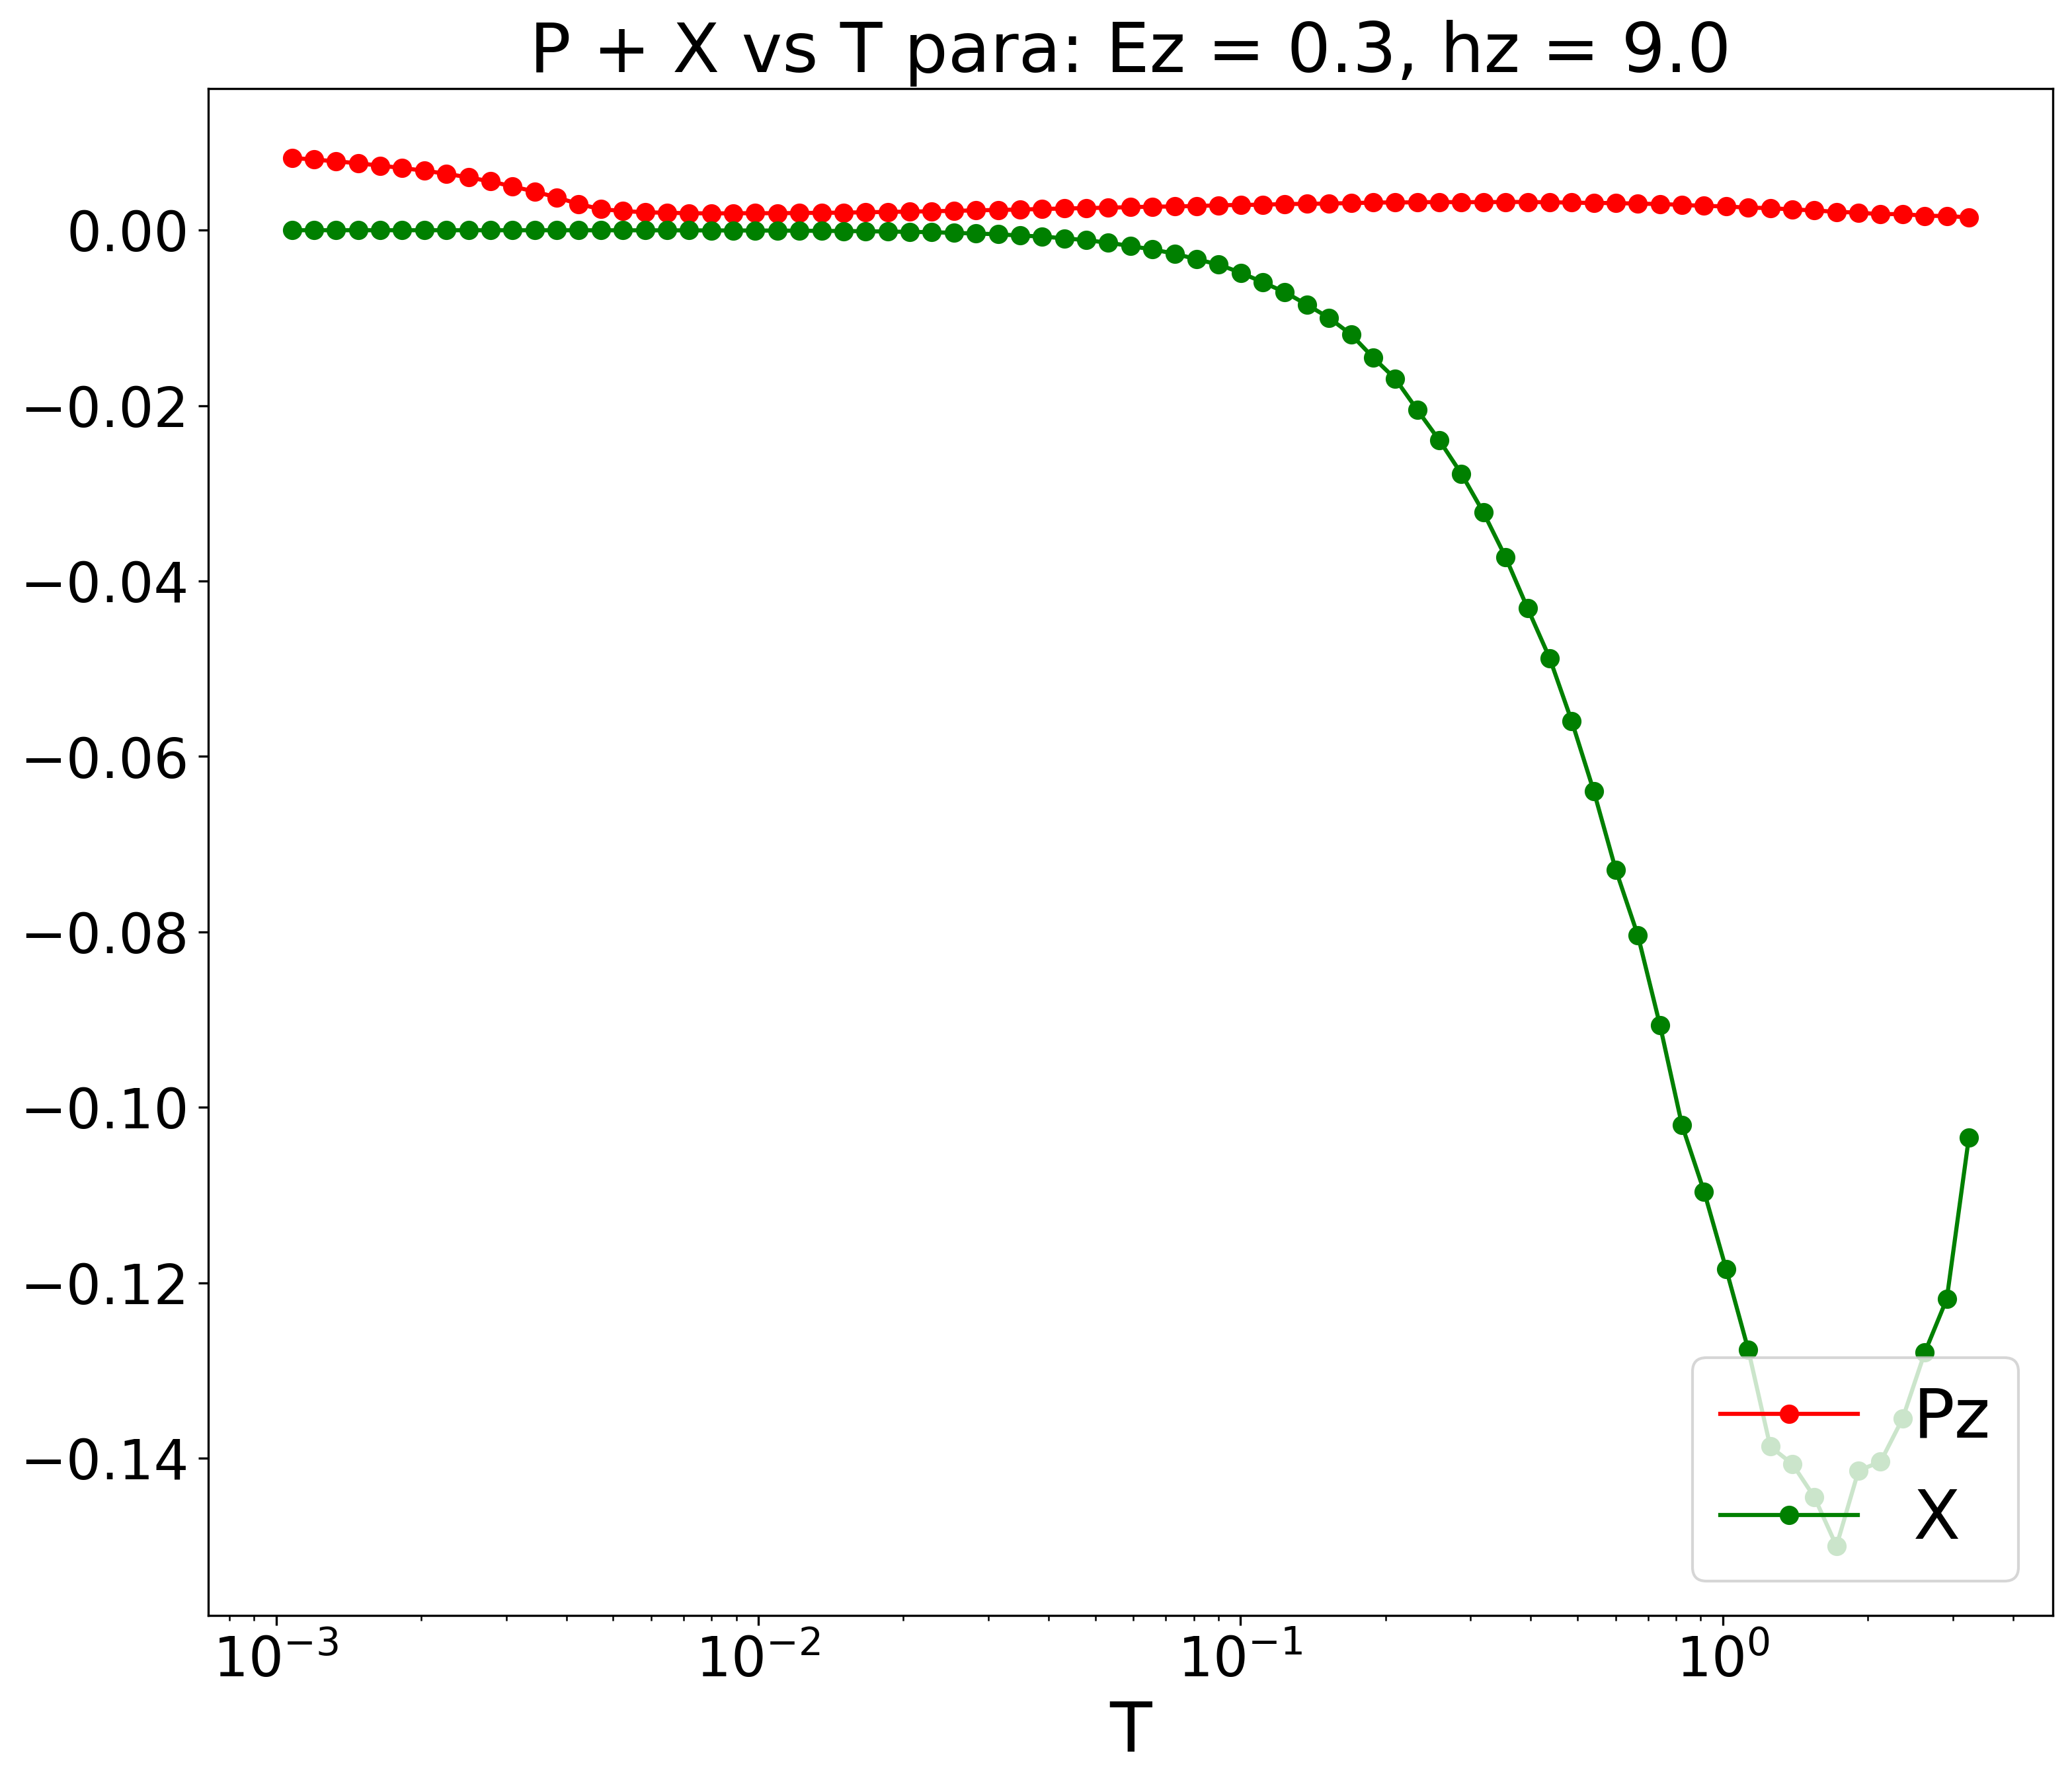 P + X vs T para: Ez = 0.3, hz = 9.0
0.00
−0.02
−0.04
−0.06
−0.08
−0.10
−0.12
−0.14
Pz
X
10⁻³ 10⁻² 10⁻¹ 10⁰
T